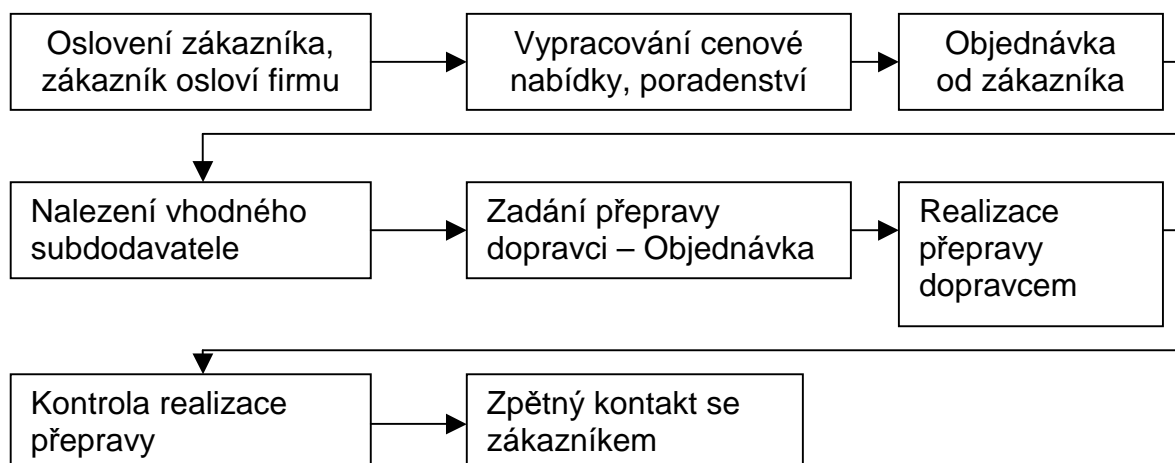 Oslovení zákazníka,
zákazník osloví firmu
Vypracování cenové
nabídky, poradenství
Objednávka
od zákazníka
Nalezení vhodného
subdodavatele
Zadání přepravy
dopravci – Objednávka
Realizace
přepravy
dopravcem
Kontrola realizace
přepravy
Zpětný kontakt se
zákazníkem